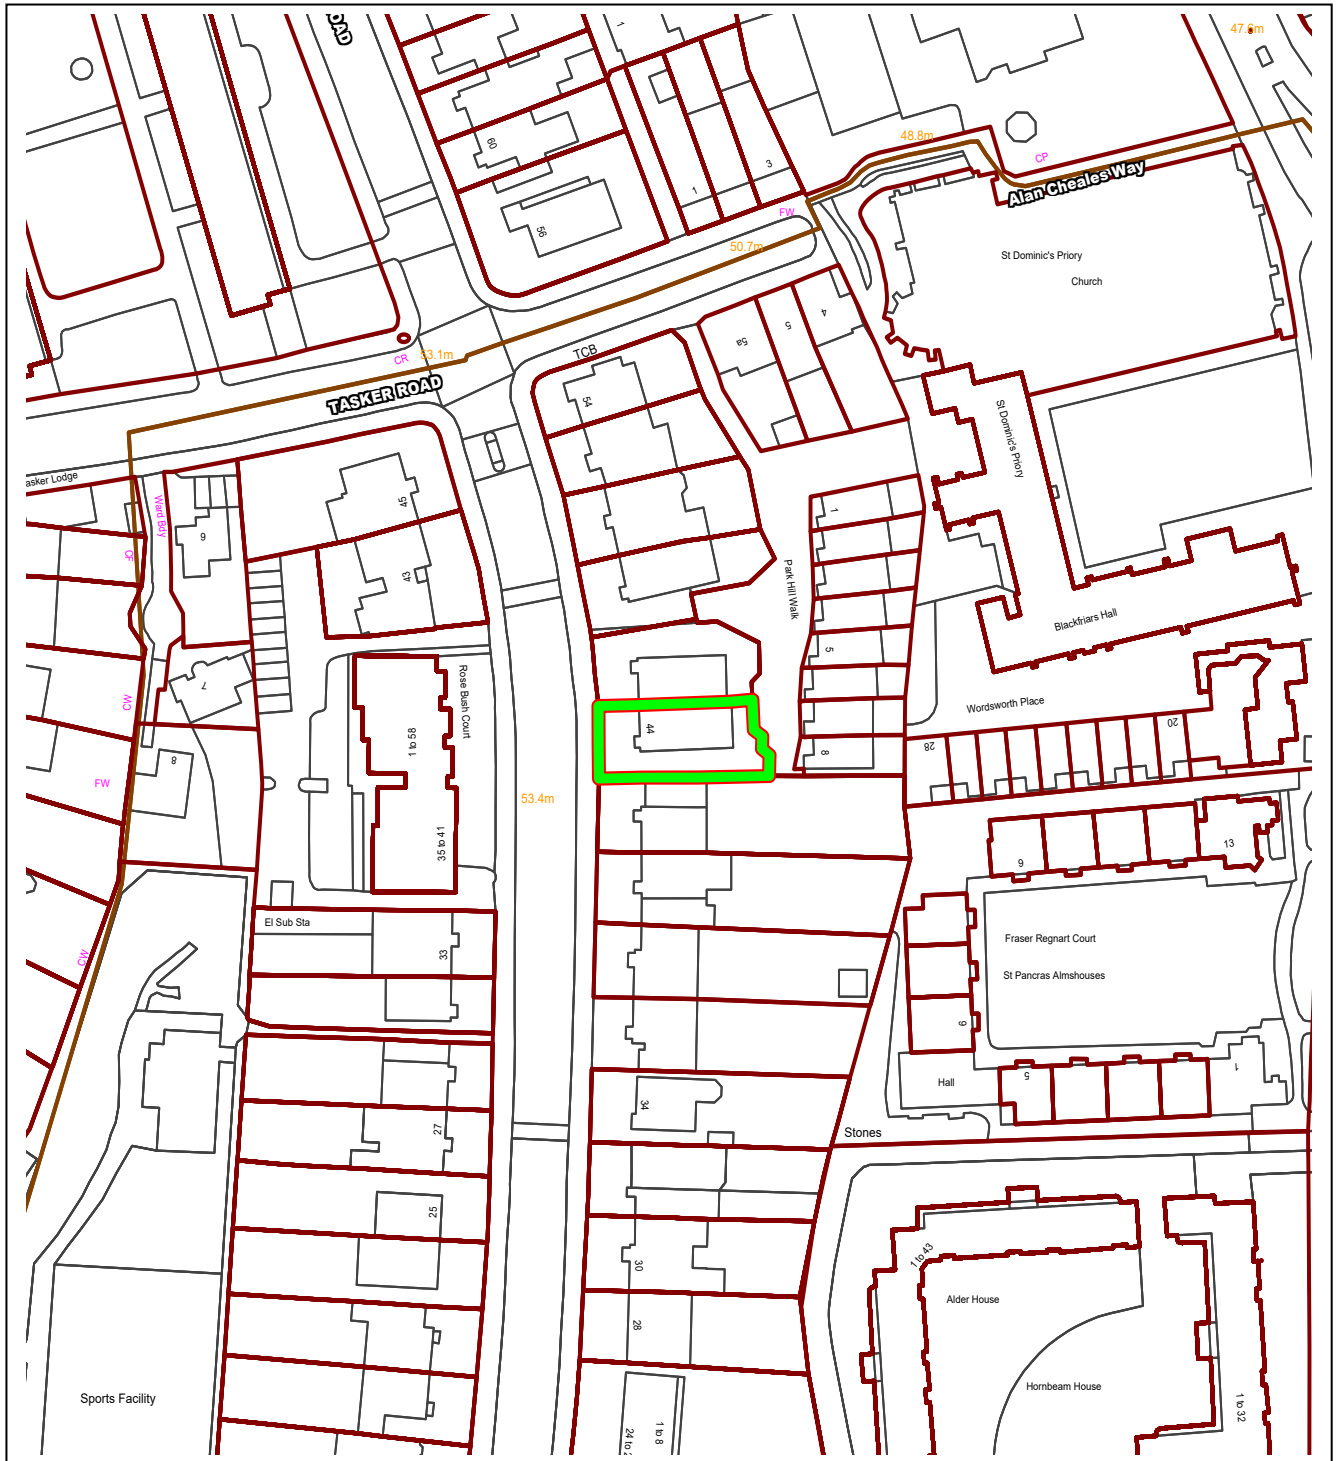 OAD
1
47.6m
48.8m
CP
60
3
1
Alan Cheales Way
FW
56
50.7m
St Dominic's Priory
Church
4
5
5a
CR
53.1m
TCB
TASKER ROAD
54
St Dominic's Priory
asker Lodge
45
Ward Bdy
1
9
CF
43
Park Hill Walk
Blackfriars Hall
5
7
Rose Bush Court
CW
Wordsworth Place
44
20
1 to 58
28
8
8
FW
53.4m
35 to 41
13
9
El Sub Sta
33
Fraser Regnart Court
CW
St Pancras Almshouses
6
Hall
5
1
34
Stones
27
25
1 to 43
30
Alder House
28
Hornbeam House
Sports Facility
1 to 32
1 to 8
24 to